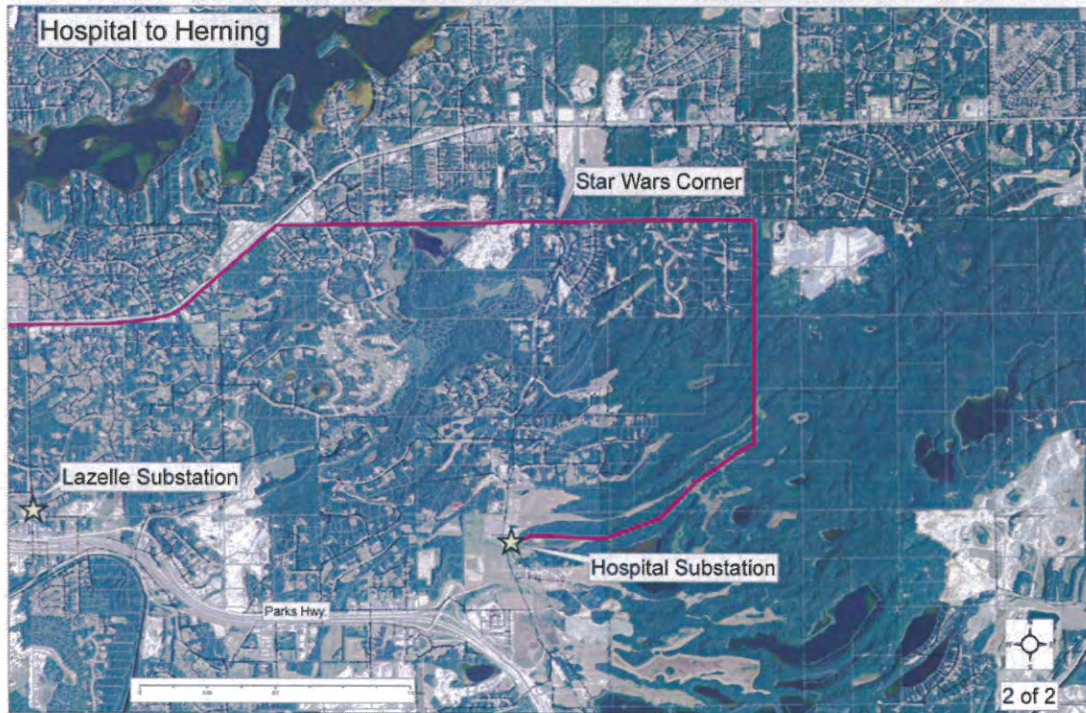 Hospital to Herning
Star Wars Corner
Lazelle Substation
Hospital Substation
Parks Hwy.
2 of 2